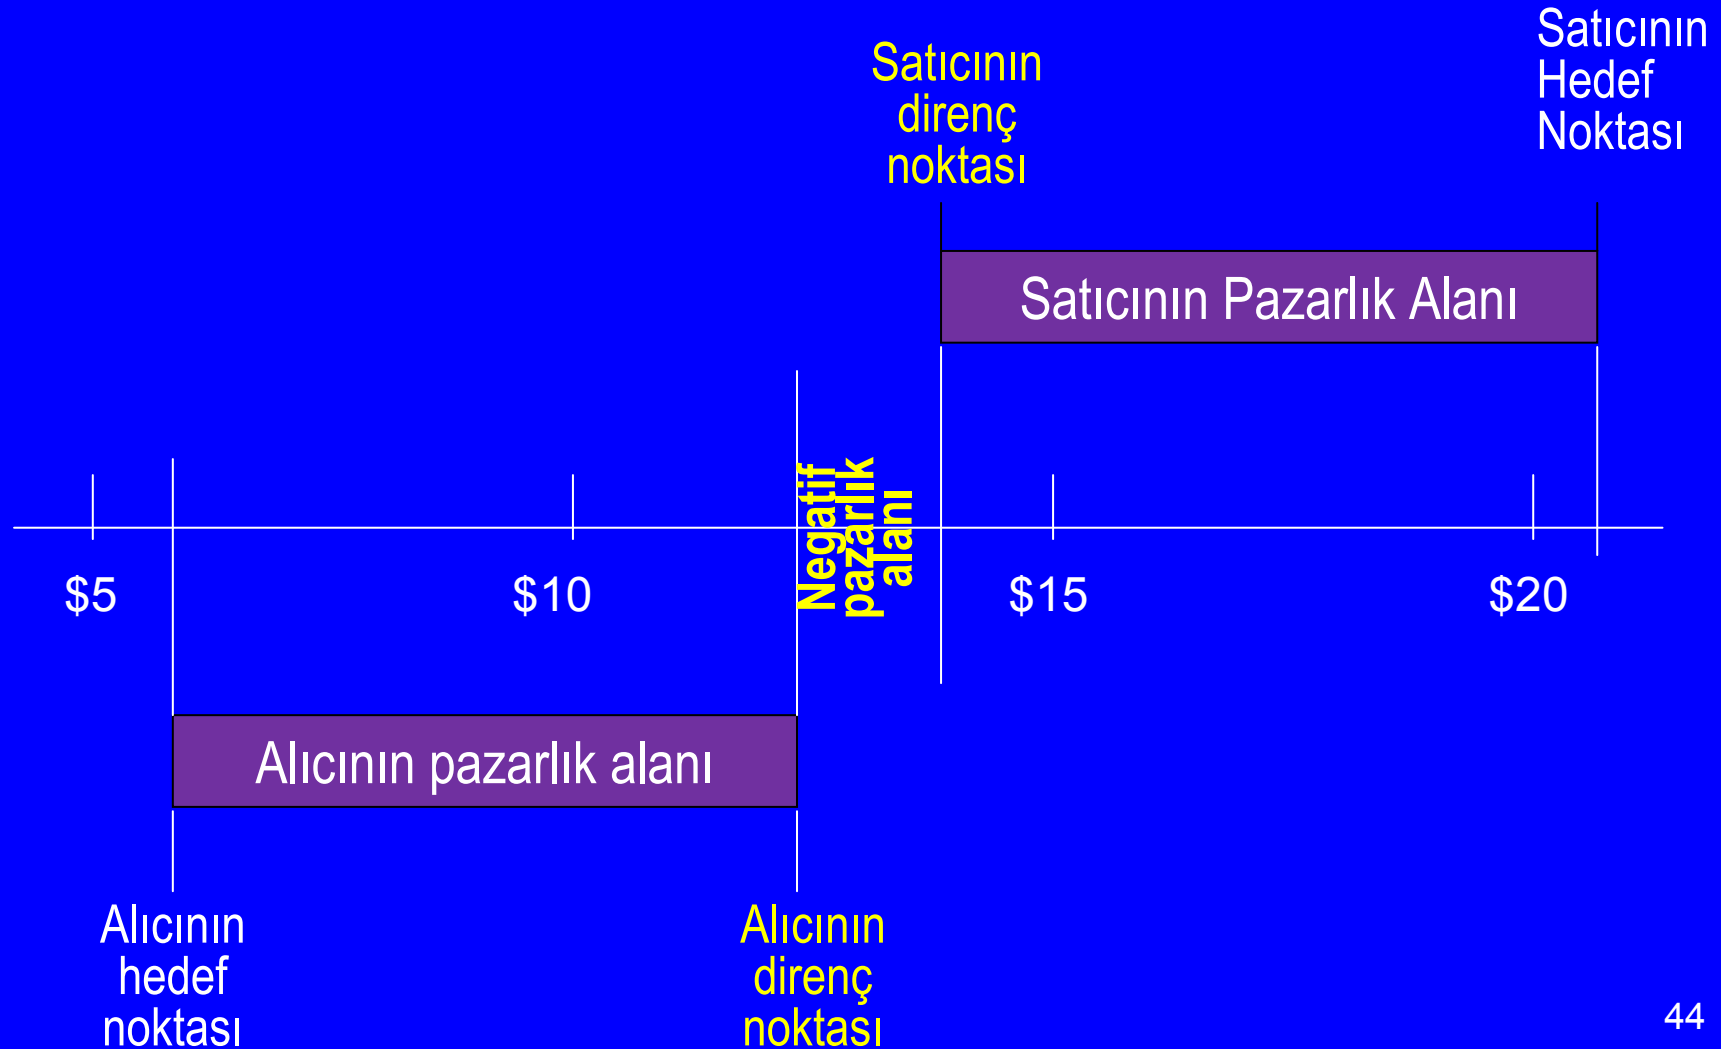 Satıcının
Hedef
Noktası
Satıcının
direnç
noktası
Satıcının Pazarlık Alanı
Negatif
pazarlık
alanı
$5
$10
$15
$20
Alıcının pazarlık alanı
Alıcının
hedef
noktası
Alıcının
direnç
noktası
44